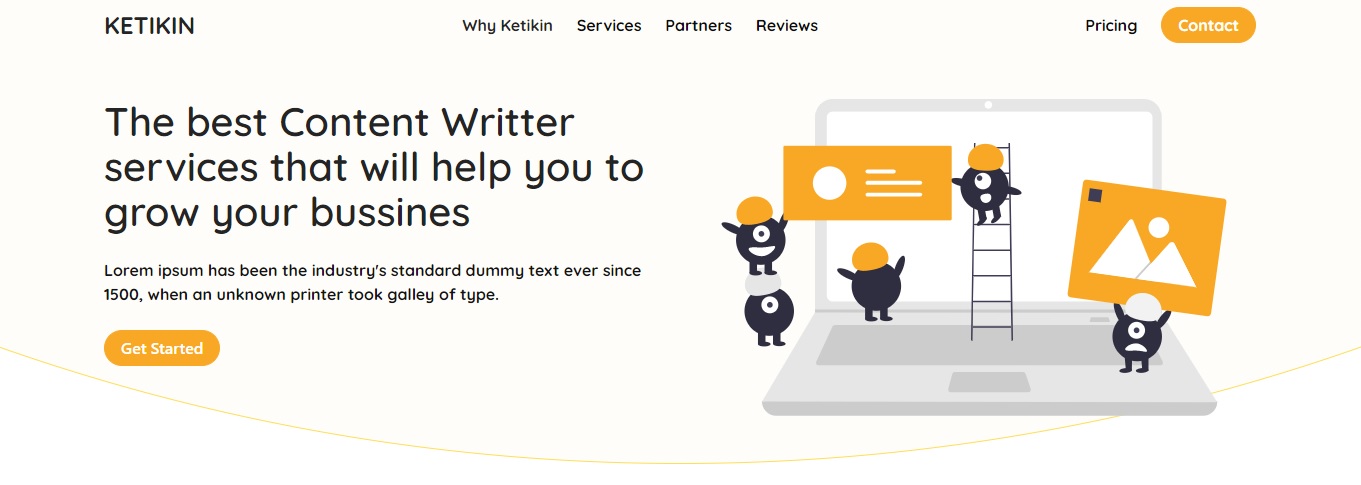 KETIKIN
Why Ketikin Services Partners Reviews
Pricing Contact
The best Content Writter
services that will help you to
grow your bussines
Lorem ipsum has been the industry's standard dummy text ever since
1500, when an unknown printer took galley of type.
Get Started